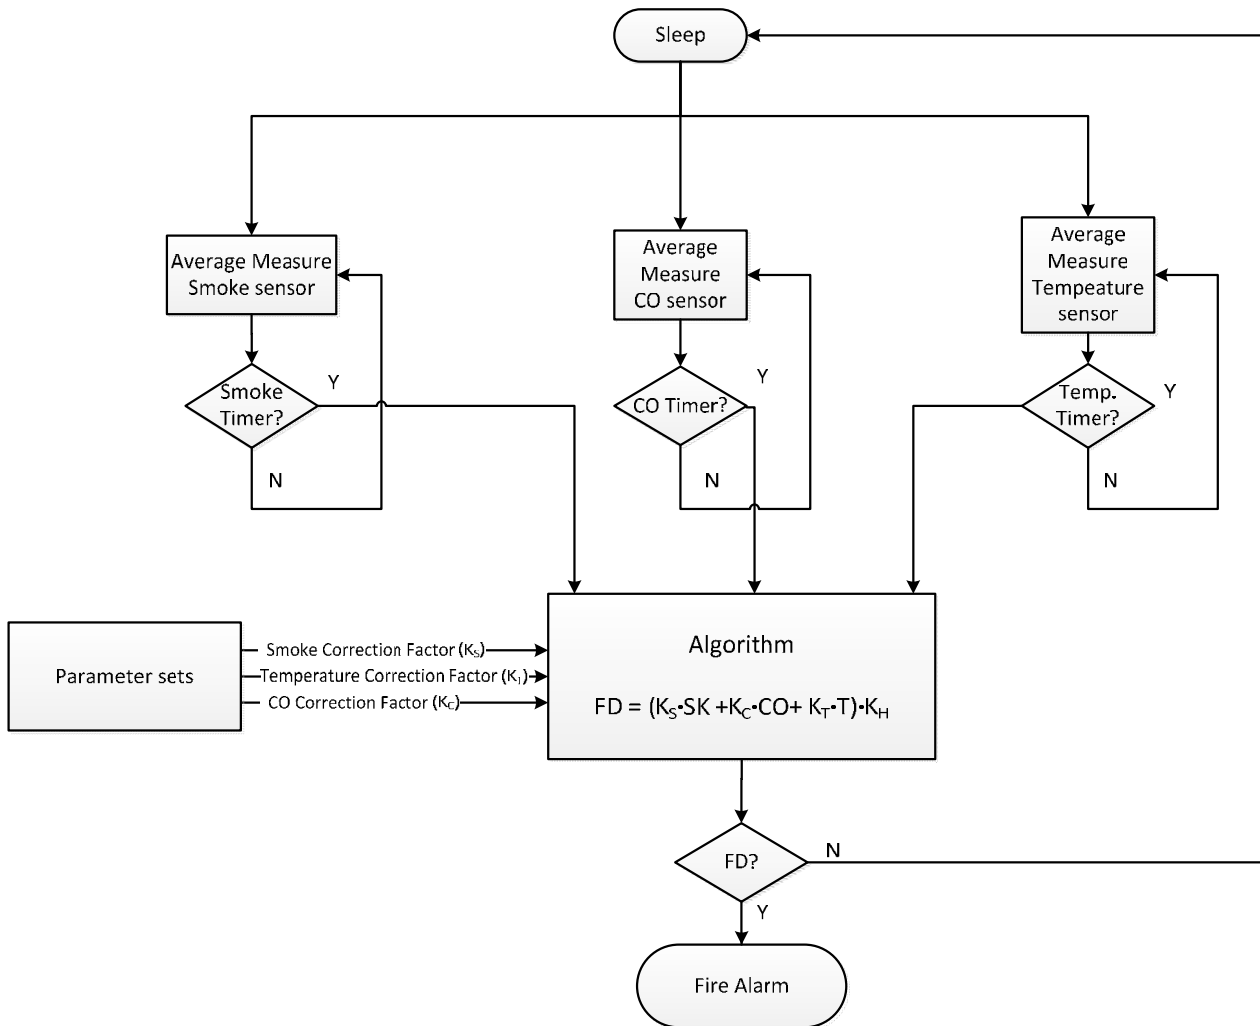 Sleep
Average Measure
Smoke sensor
Average
Measure
CO sensor
Average
Measure
Tempeature
sensor
Smoke
Timer?
Y
N
CO Timer?
Y
N
Temp.
Timer?
Y
N
Parameter sets
Smoke Correction Factor (KS)
Temperature Correction Factor (K1)
CO Correction Factor (KC)
Algorithm
FD = (KS·SK +KC·CO+ KT·T)·KH
FD?
N
Y
Fire Alarm